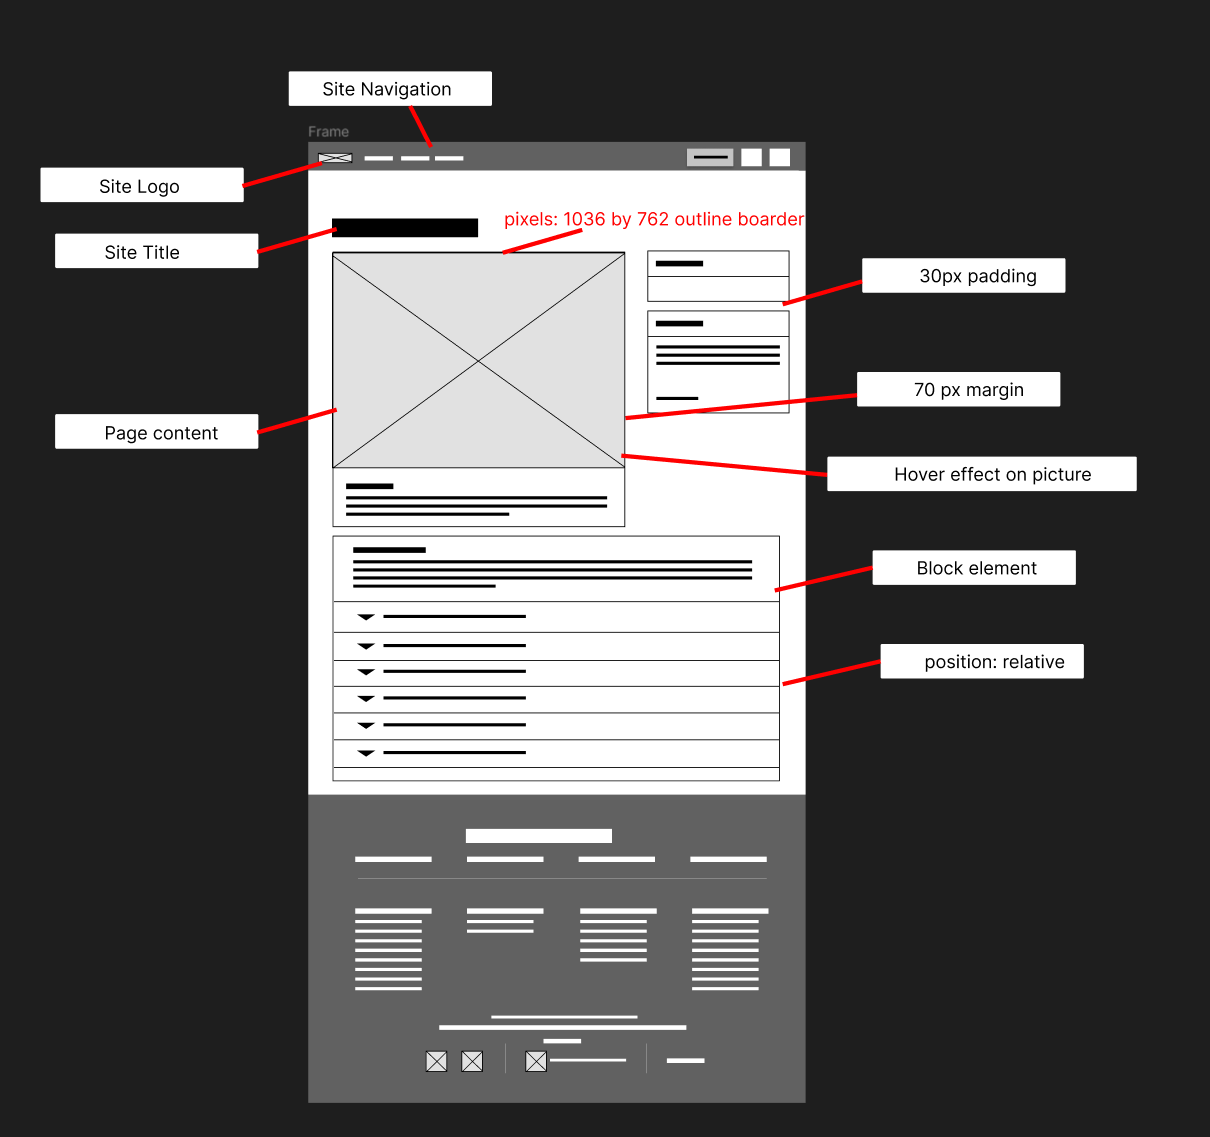 Site Navigation
Frame
Site Logo
pixels: 1036 by 762 outline boarder
Site Title
30px padding
70 px margin
Page content
Hover effect on picture
Block element
position: relative